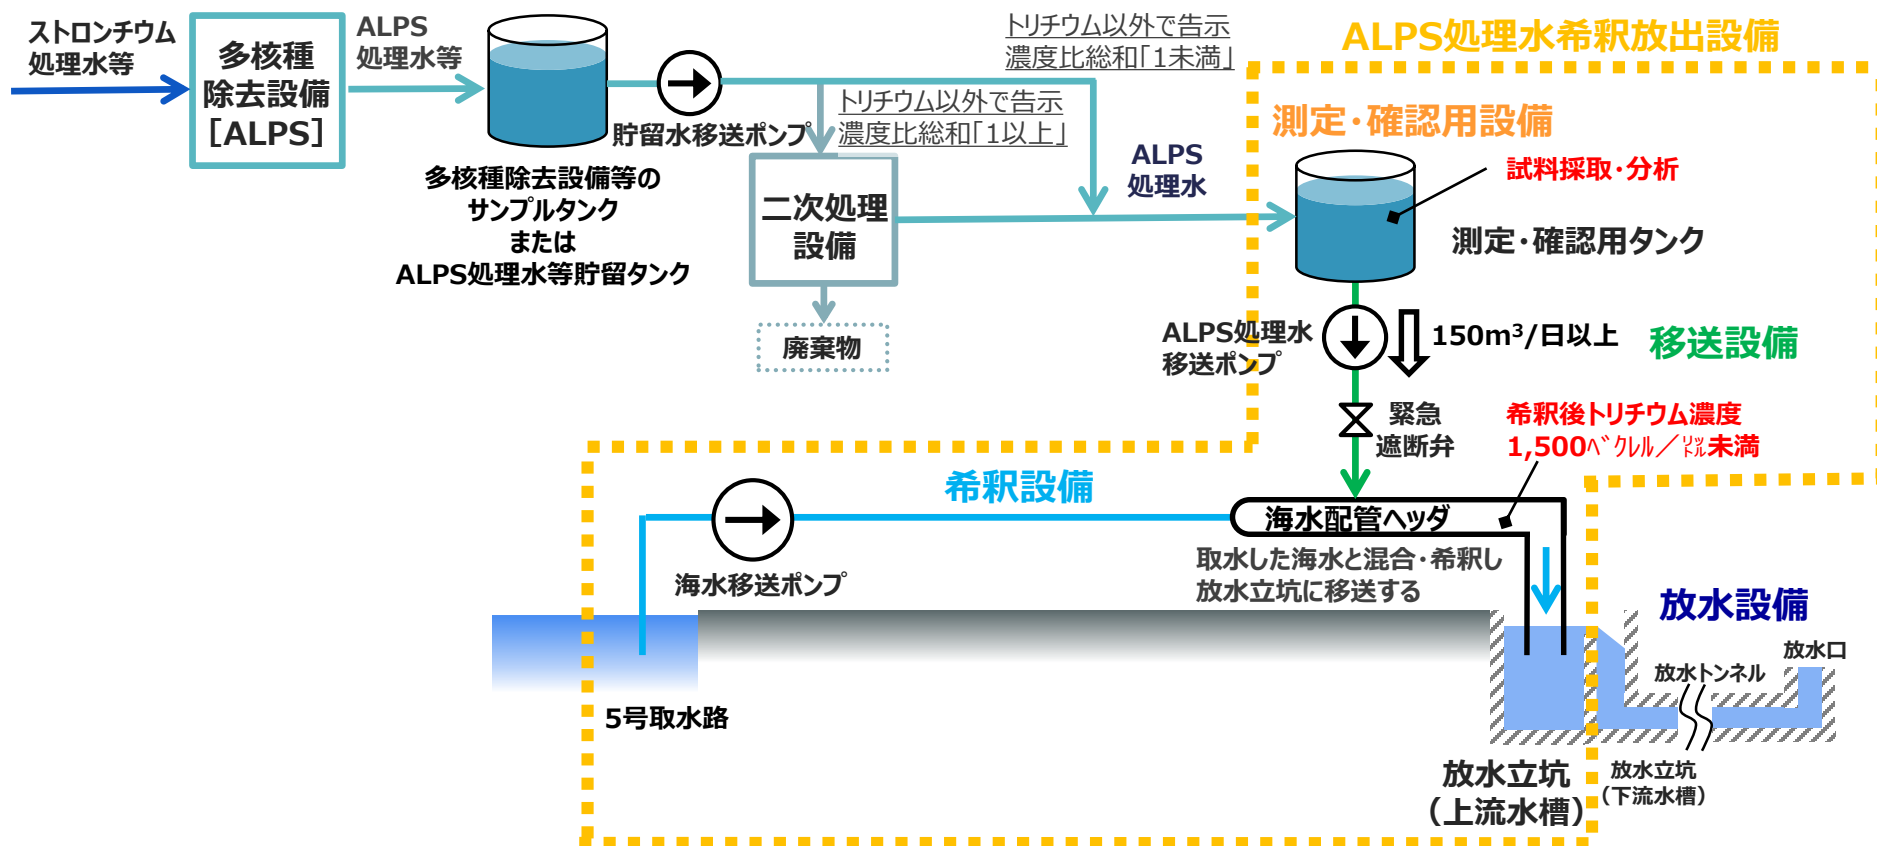 ストロンチウム
処理水等
多核種
除去設備
[ALPS]
ALPS
処理水等
貯留水移送ポンプ
多核種除去設備等の
サンプルタンク
または
ALPS処理水等貯留タンク
トリチウム以外で告示
濃度比総和「1未満」
トリチウム以外で告示
濃度比総和「1以上」
二次処理
設備
廃棄物
ALPS
処理水
ALPS処理水希釈放出設備
測定・確認用設備
試料採取・分析
測定・確認用タンク
ALPS処理水
移送ポンプ
150m³/日以上
移送設備
緊急
遮断弁
希釈後トリチウム濃度
1,500ベクレル／リットル未満
希釈設備
海水移送ポンプ
海水配管ヘッダ
取水した海水と混合・希釈し
放水立坑に移送する
5号取水路
放水設備
放水口
放水トンネル
放水立坑
（上流水槽）
放水立坑
（下流水槽）